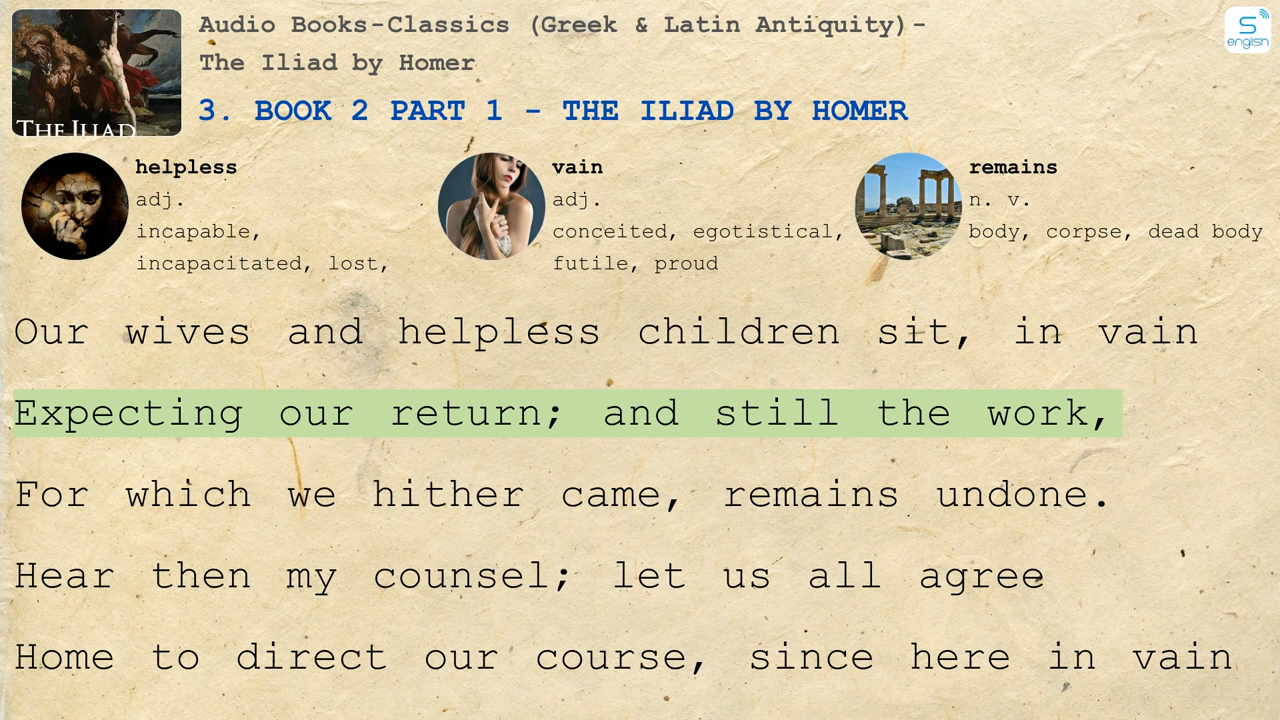 Audio Books-Classics (Greek & Latin Antiquity)-
The Iliad by Homer
3. BOOK 2 PART 1 - THE ILIAD BY HOMER
THE ILIAD
S
english
helpless
adj.
incapable,
incapacitated, lost,
vain
adj.
conceited, egotistical,
futile, proud
remains
n. v.
body, corpse, dead body
Our wives and helpless children sit, in vain
Expecting our return; and still the work,
For which we hither came, remains undone.
Hear then my counsel; let us all agree
Home to direct our course, since here in vain